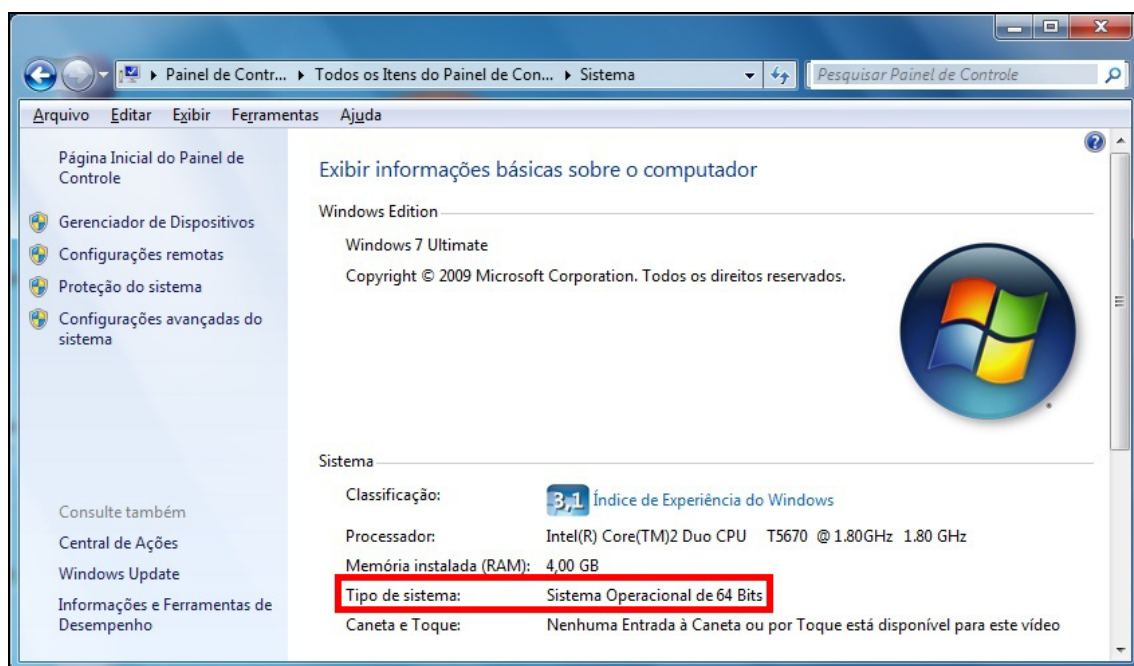 Painel de Contr... Todos os Itens do Painel de Con... Sistema
Pesquisar Painel de Controle
Arquivo Editar Exibir Ferramentas Ajuda
Página Inicial do Painel de
Controle
Gerenciador de Dispositivos
Configurações remotas
Proteção do sistema
Configurações avançadas do
sistema
Consulte também
Central de Ações
Windows Update
Informações e Ferramentas de
Desempenho
Exibir informações básicas sobre o computador
Windows Edition
Windows 7 Ultimate
Copyright © 2009 Microsoft Corporation. Todos os direitos reservados.
Sistema
Classificação: 3,1 Índice de Experiência do Windows
Processador: Intel(R) Core(TM)2 Duo CPU T5670 @ 1.80GHz 1.80 GHz
Memória instalada (RAM): 4,00 GB
Tipo de sistema: Sistema Operacional de 64 Bits
Caneta e Toque: Nenhuma Entrada à Caneta ou por Toque está disponível para este vídeo